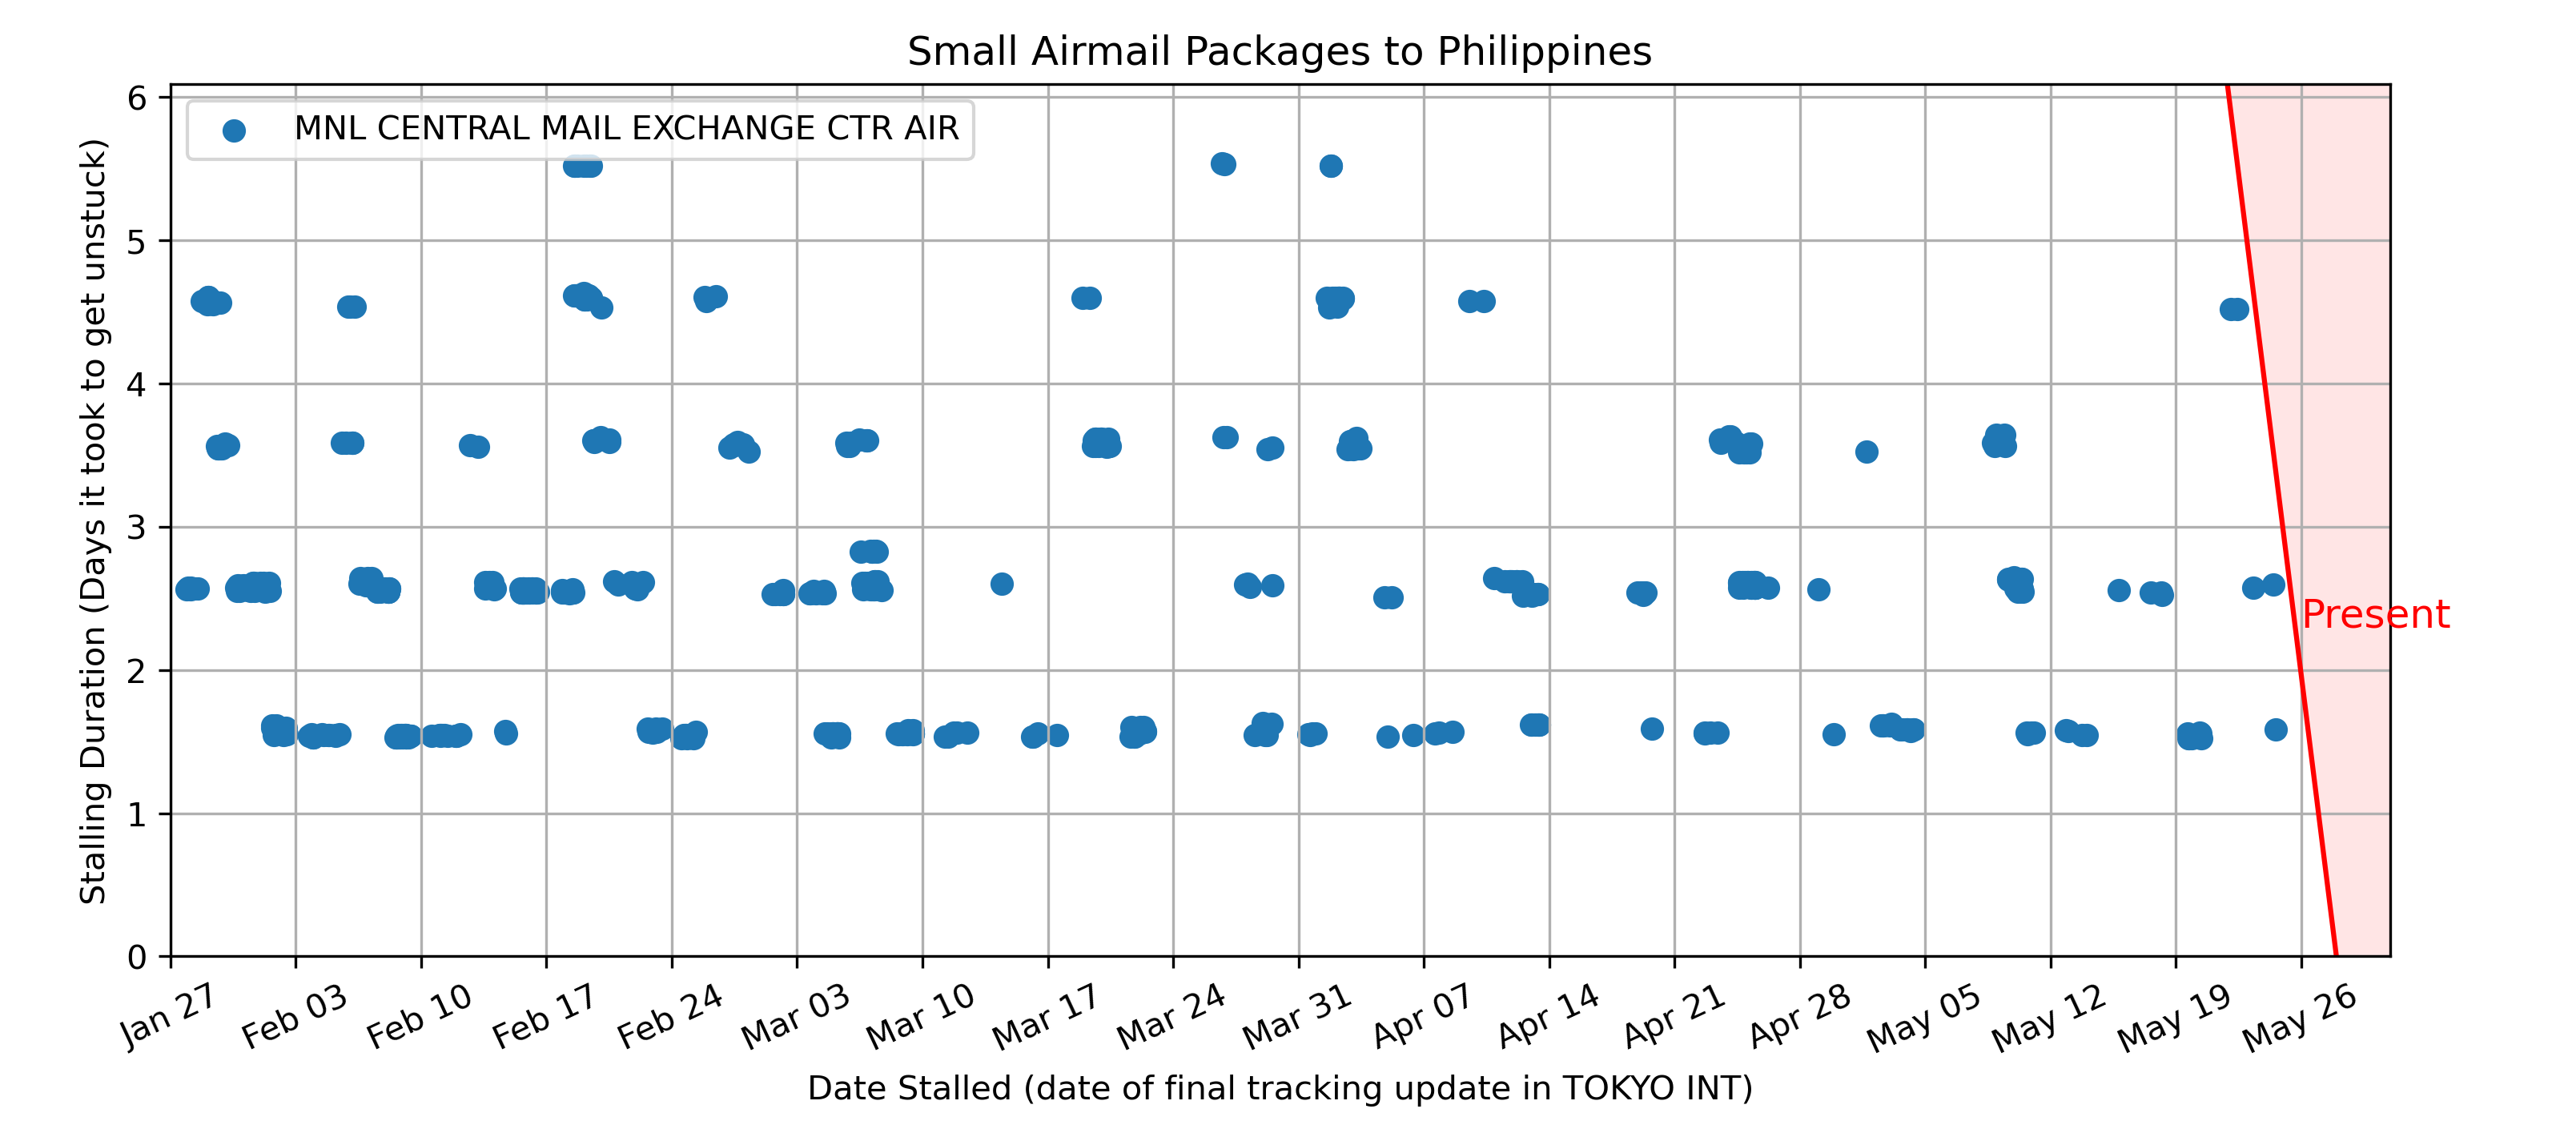 Small Airmail Packages to Philippines
MNL CENTRAL MAIL EXCHANGE CTR AIR
Stalling Duration (Days it took to get unstuck)
6
5
4
3
2
1
0
Present
Jan 27
Feb 03
Feb 10
Feb 17
Feb 24
Mar 03
Mar 10
Mar 17
Mar 24
Mar 31
Apr 07
Apr 14
Apr 21
Apr 28
May 05
May 12
May 19
May 26
Date Stalled (date of final tracking update in TOKYO INT)